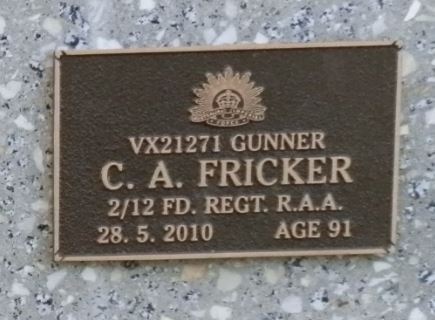 VX21271 GUNNER
C. A. FRICKER
2/12 FD. REGT. R.A.A.
28. 5. 2010 AGE 91